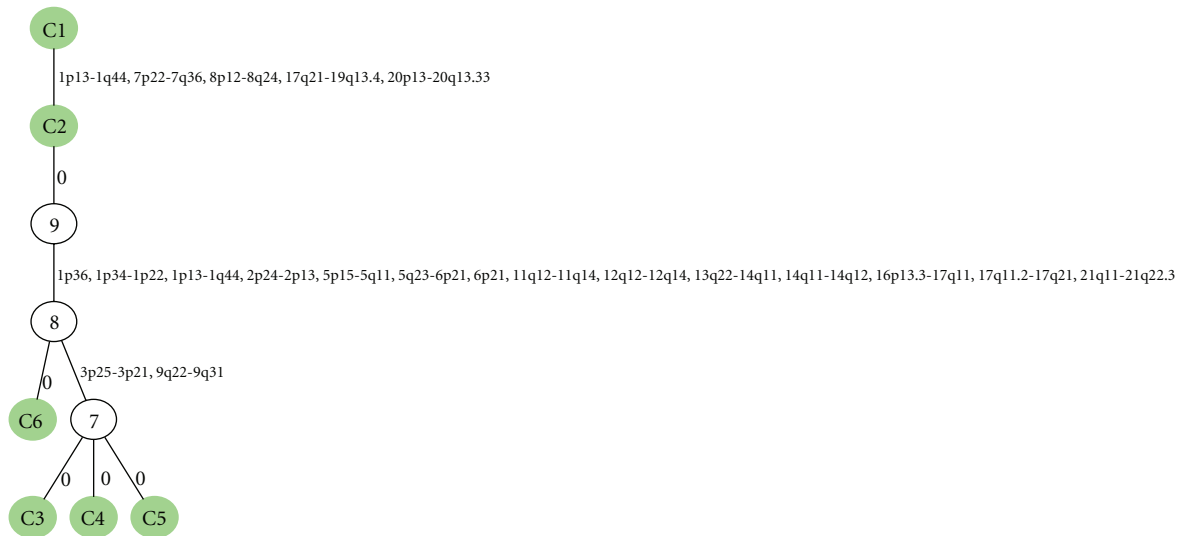 C1
1p13-1q44, 7p22-7q36, 8p12-8q24, 17q21-19q13.4, 20p13-20q13.33
C2
0
9
1p36, 1p34-1p22, 1p13-1q44, 2p24-2p13, 5p15-5q11, 5q23-6p21, 6p21, 11q12-11q14, 12q12-12q14, 13q22-14q11, 14q11-14q12, 16p13.3-17q11, 17q11.2-17q21, 21q11-21q22.3
8
3p25-3p21, 9q22-9q31
0
C6 7
0 0 0
C3 C4 C5